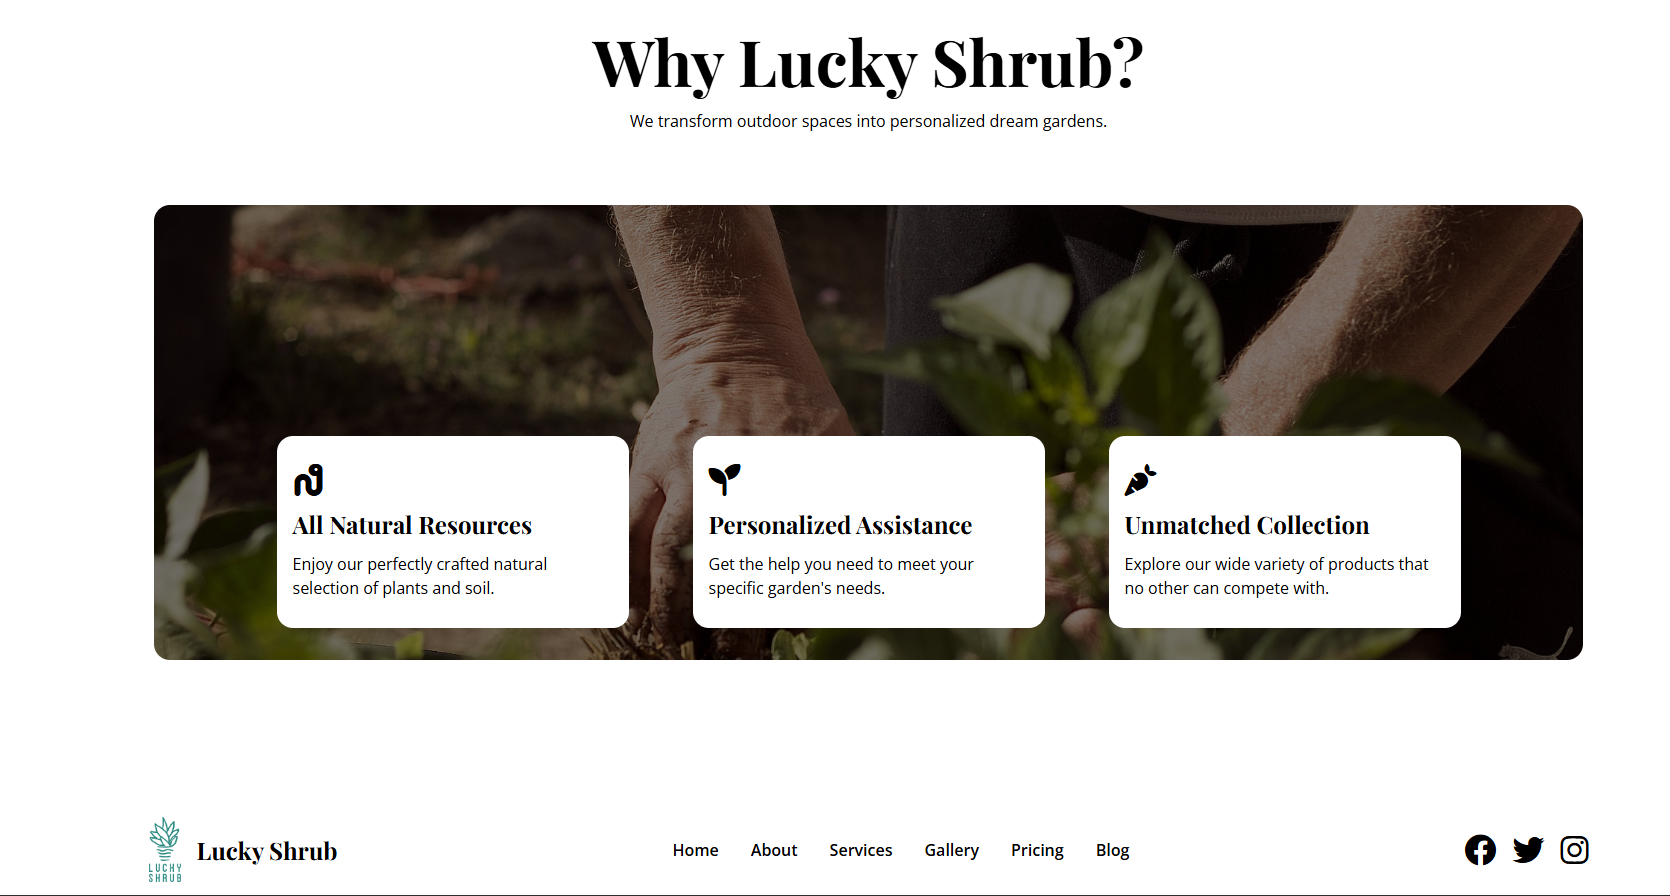 Why Lucky Shrub?
We transform outdoor spaces into personalized dream gardens.
All Natural Resources
Enjoy our perfectly crafted natural
selection of plants and soil.
Personalized Assistance
Get the help you need to meet your
specific garden's needs.
Unmatched Collection
Explore our wide variety of products that
no other can compete with.
LUCKY
SHRUB
Lucky Shrub
Home About Services Gallery Pricing Blog